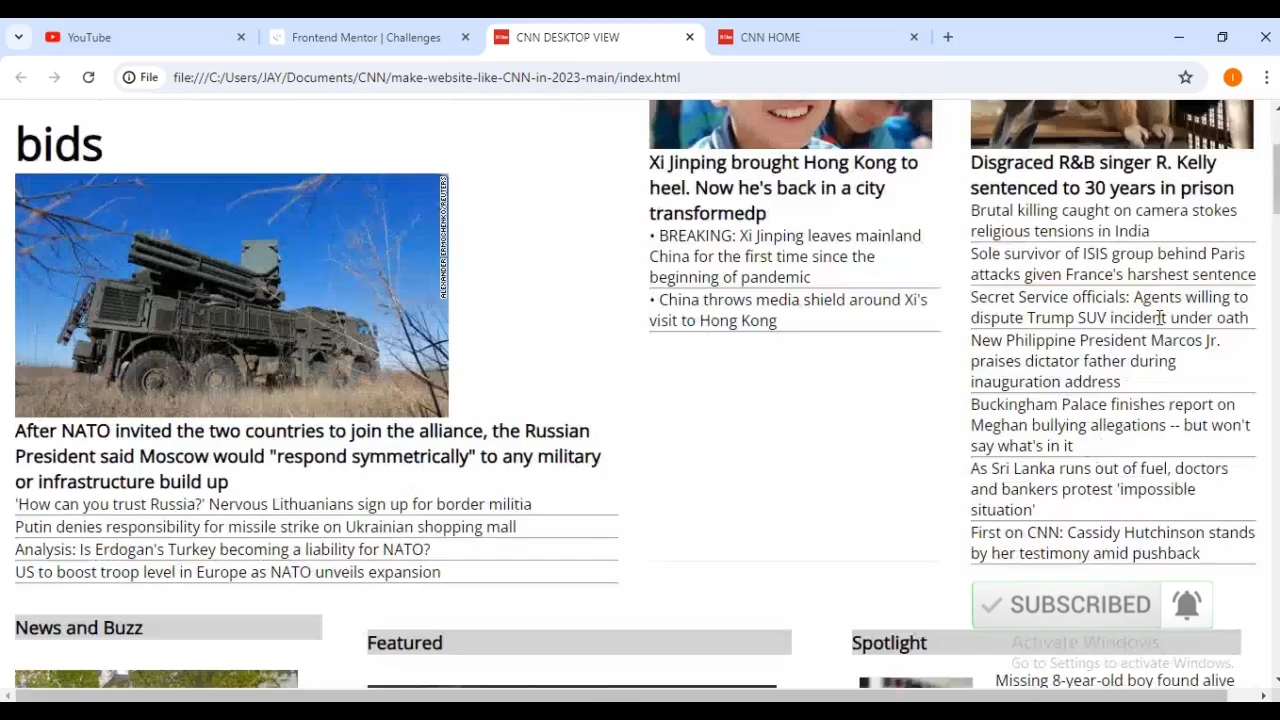 YouTube
Frontend Mentor | Challenges
CNN DESKTOP VIEW
CNN HOME
File
file:///C:/Users/JAY/Documents/CNN/make-website-like-CNN-in-2023-main/index.html
I
bids
ALEXANDER ERMOSHENKO/REUTERS
After NATO invited the two countries to join the alliance, the Russian
President said Moscow would "respond symmetrically" to any military
or infrastructure build up
'How can you trust Russia?' Nervous Lithuanians sign up for border militia
Putin denies responsibility for missile strike on Ukrainian shopping mall
Analysis: Is Erdogan's Turkey becoming a liability for NATO?
US to boost troop level in Europe as NATO unveils expansion
Xi Jinping brought Hong Kong to
heel. Now he's back in a city
transformedp
• BREAKING: Xi Jinping leaves mainland
China for the first time since the
beginning of pandemic
• China throws media shield around Xi's
visit to Hong Kong
Disgraced R&B singer R. Kelly
sentenced to 30 years in prison
Brutal killing caught on camera stokes
religious tensions in India
Sole survivor of ISIS group behind Paris
attacks given France's harshest sentence
Secret Service officials: Agents willing to
dispute Trump SUV incident under oath
New Philippine President Marcos Jr.
praises dictator father during
inauguration address
Buckingham Palace finishes report on
Meghan bullying allegations -- but won't
say what's in it
As Sri Lanka runs out of fuel, doctors
and bankers protest 'impossible
situation'
First on CNN: Cassidy Hutchinson stands
by her testimony amid pushback
SUBSCRIBED
News and Buzz
Featured
Spotlight
Activate Windows
Go to Settings to activate Windows.
Missing 8-year-old boy found alive